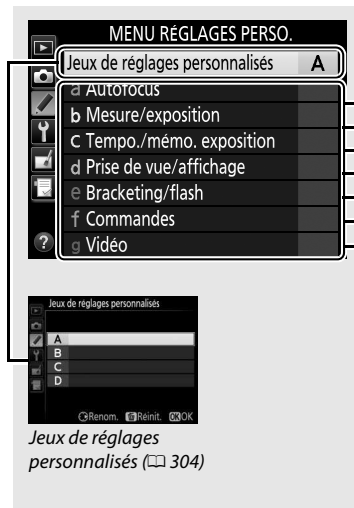 MENU RÉGLAGES PERSO.
Jeux de réglages personnalisés A
a Autofocus
b Mesure/exposition
c Tempo./mémo. exposition
d Prise de vue/affichage
e Bracketing/flash
f Commandes
g Vidéo
?
Jeux de réglages personnalisés
A
B
C
D
Renom. Réinit. OK OK
Jeux de réglages
personnalisés (304)